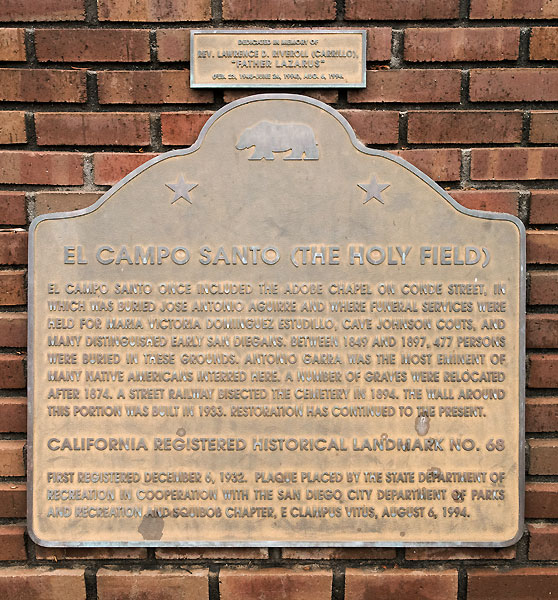 DEDICATED IN MEMORY OF
REV. LAWRENCE D. RIVEROLL (CARRILLO),
"FATHER LAZARUS"
EL CAMPO SANTO (THE HOLY FIELD)
EL CAMPO SANTO ONCE INCLUDED THE ADOBE CHAPEL ON CONDE STREET, IN
WHICH WAS BURIED JOSE ANTONIO AGUIRRE AND WHERE FUNERAL SERVICES WERE
HELD FOR MARIA VICTORIA DOMINGUEZ ESTUDILLO, CAVE JOHNSON COUTS, AND
MANY DISTINGUISHED EARLY SAN DIEGANS. BETWEEN 1849 AND 1897, 477 PERSONS
WERE BURIED IN THESE GROUNDS. ANTONIO GARRA WAS THE MOST EMINENT OF
MANY NATIVE AMERICANS INTERRED HERE. A NUMBER OF GRAVES WERE RELOCATED
AFTER 1874. A STREET RAILWAY BISECTED THE CEMETERY IN 1894. THE WALL AROUND
THIS PORTION WAS BUILT IN 1933. RESTORATION HAS CONTINUED TO THE PRESENT.
CALIFORNIA REGISTERED HISTORICAL LANDMARK NO. 68
FIRST REGISTERED DECEMBER 6, 1932. PLAQUE PLACED BY THE STATE DEPARTMENT OF
RECREATION IN COOPERATION WITH THE SAN DIEGO CITY DEPARTMENT OF PARKS
AND RECREATION AND SQUIBOB CHAPTER, E CLAMPUS VITUS, AUGUST 6, 1994.